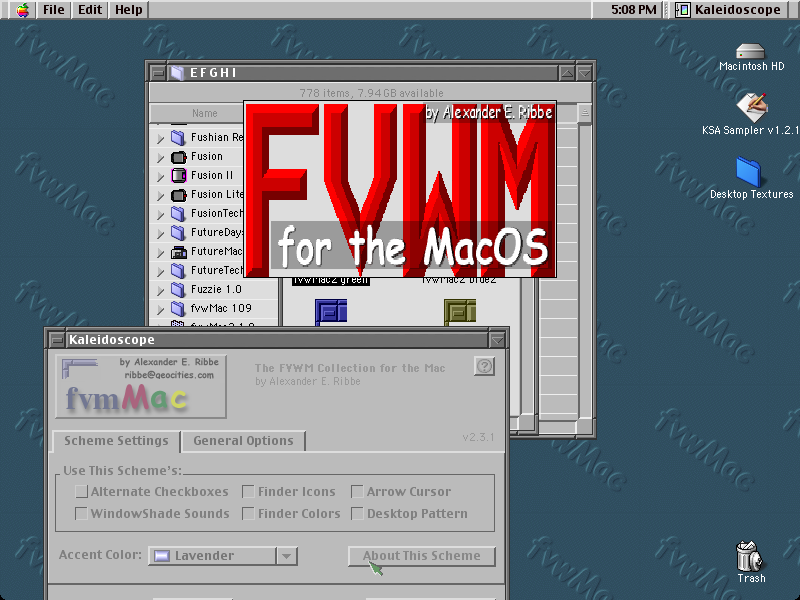 File Edit Help
5:08 PM
Kaleidoscope
fvwMac
Macintosh HD
KSA Sampler v1.2.1
Desktop Textures
Trash
E F G H I
778 items, 7.94 GB available
Name
Fushian Re
Fusion
Fusion II
Fusion Lite
FusionTech
FutureDays
FutureMac
FutureTech
Fuzzie 1.0
fvwMac 109
fvwMac2 1.0
by Alexander E. Ribbe
FVWM
for the MacOS
fvwMac2 green
fvwMac2 blue2
Kaleidoscope
by Alexander E. Ribbe
ribbe@geocities.com
fvmMac
The FVWM Collection for the Mac
by Alexander E. Ribbe
?
Scheme Settings
General Options
v2.3.1
Use This Scheme's:
Alternate Checkboxes
Finder Icons
Arrow Cursor
WindowShade Sounds
Finder Colors
Desktop Pattern
Accent Color:
Lavender
About This Scheme